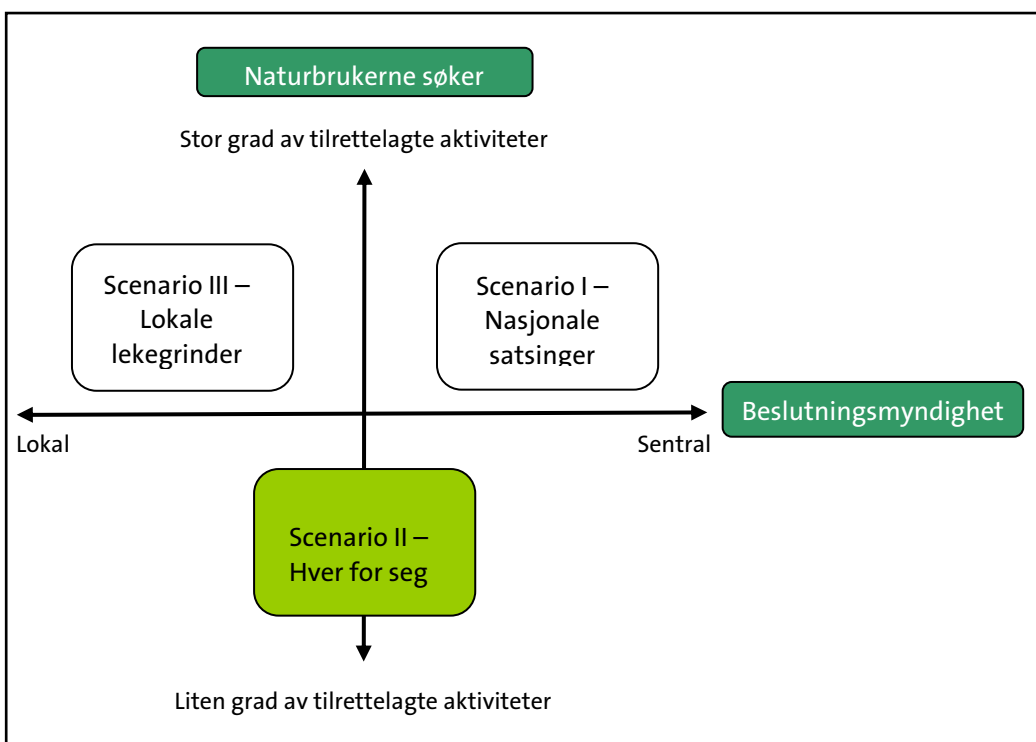 Naturbrukerne søker
Stor grad av tilrettelagte aktiviteter
Scenario III –
Lokale
lekegrinder
Scenario I –
Nasjonale
satsinger
Beslutningsmyndighet
Lokal
Sentral
Scenario II –
Hver for seg
Liten grad av tilrettelagte aktiviteter